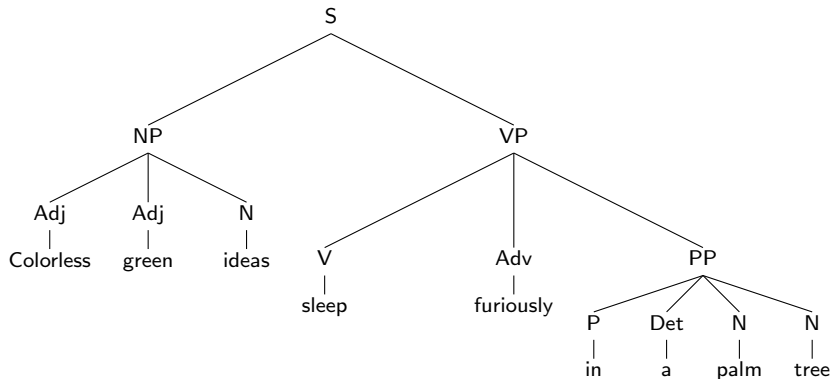 S
NP VP
Adj Adj N
Colorless green ideas
V Adv PP
sleep furiously
P Det N N
in a palm tree